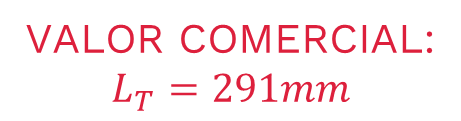 VALOR COMERCIAL:
L_T = 291mm